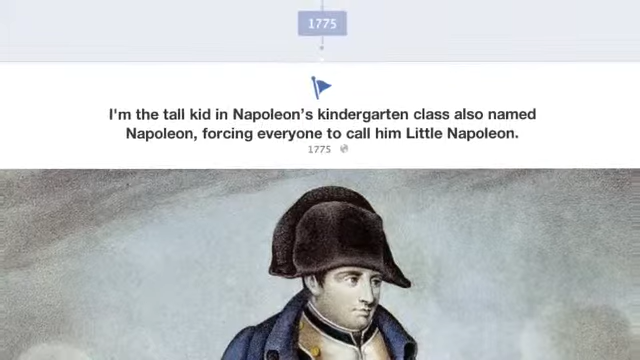 1775
I'm the tall kid in Napoleon's kindergarten class also named
Napoleon, forcing everyone to call him Little Napoleon.
1775